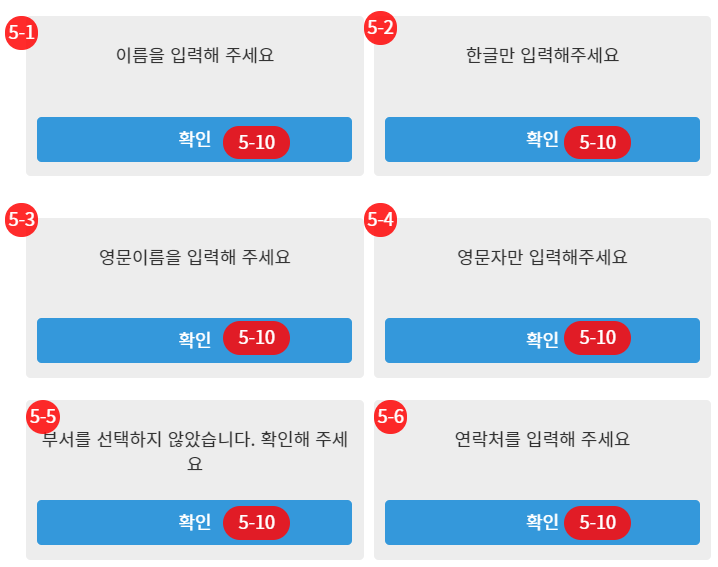 5-1
이름을 입력해 주세요
확인 5-10
5-2
한글만 입력해주세요
확인 5-10
5-3
영문이름을 입력해 주세요
확인 5-10
5-4
영문자만 입력해주세요
확인 5-10
5-5
부서를 선택하지 않았습니다. 확인해 주세
요
확인 5-10
5-6
연락처를 입력해 주세요
확인 5-10